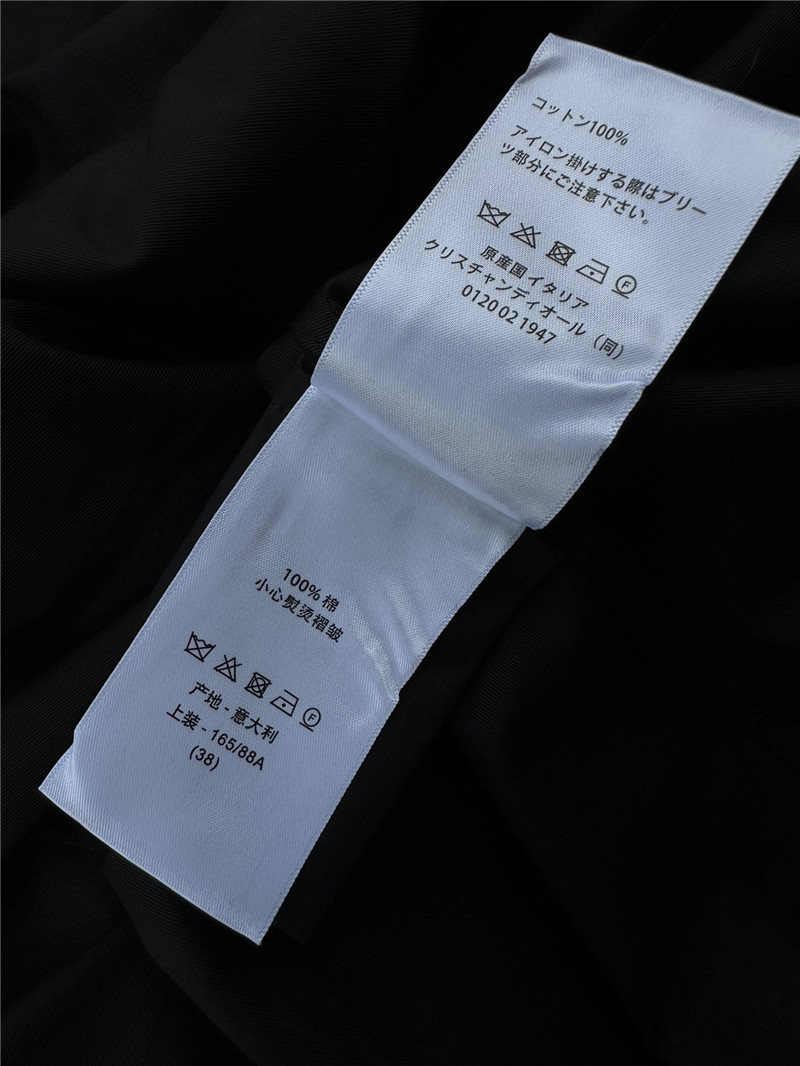 コットン100%
アイロン掛けする際はプリー
ツ部分にご注意下さい。
F
原産国 イタリア
クリスチャンディオール (同)
0120 02 1947
100% 棉
小心熨烫褶皱
F
产地 - 意大利
上装 - 165/88A
(38)